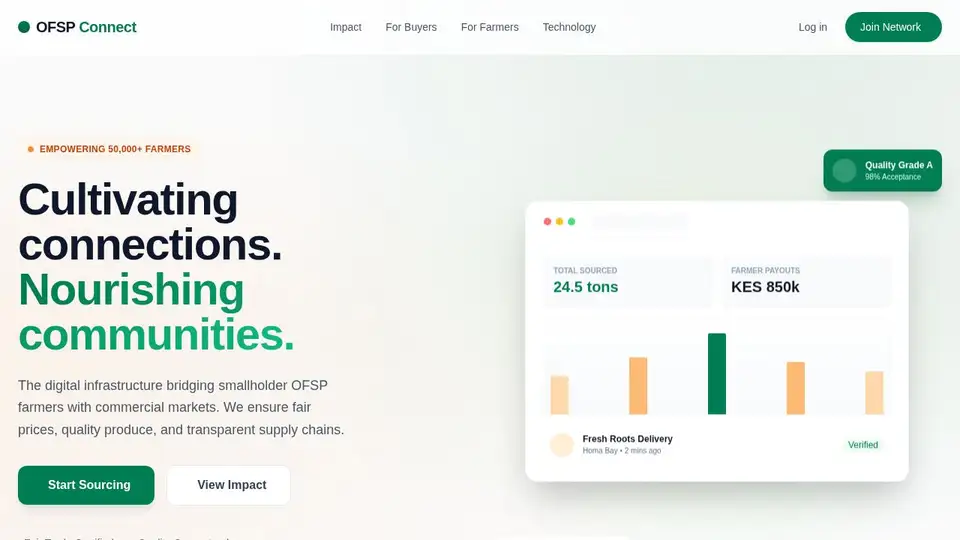 OFSP Connect
Impact
For Buyers
For Farmers
Technology
Log in
Join Network
EMPOWERING 50,000+ FARMERS
Cultivating
connections.
Nourishing
communities.
The digital infrastructure bridging smallholder OFSP
farmers with commercial markets. We ensure fair
prices, quality produce, and transparent supply chains.
Start Sourcing
View Impact
Quality Grade A
98% Acceptance
TOTAL SOURCED
24.5 tons
FARMER PAYOUTS
KES 850k
Fresh Roots Delivery
Homa Bay • 2 mins ago
Verified